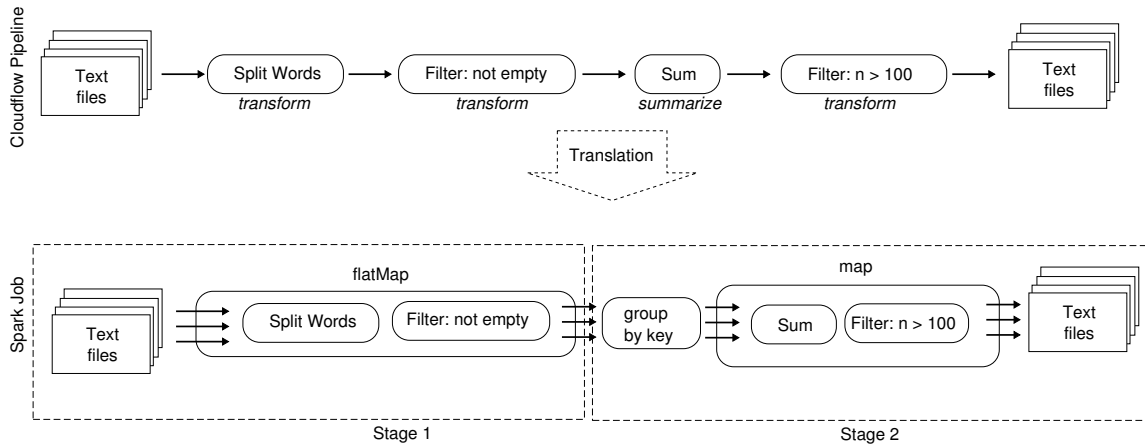 Cloudflow Pipeline
Text
files
Split Words
transform
Filter: not empty
transform
Sum
summarize
Filter: n > 100
transform
Text
files
Translation
Spark Job
Text
files
flatMap
Split Words
Filter: not empty
group
by key
map
Sum
Filter: n > 100
Text
files
Stage 1
Stage 2